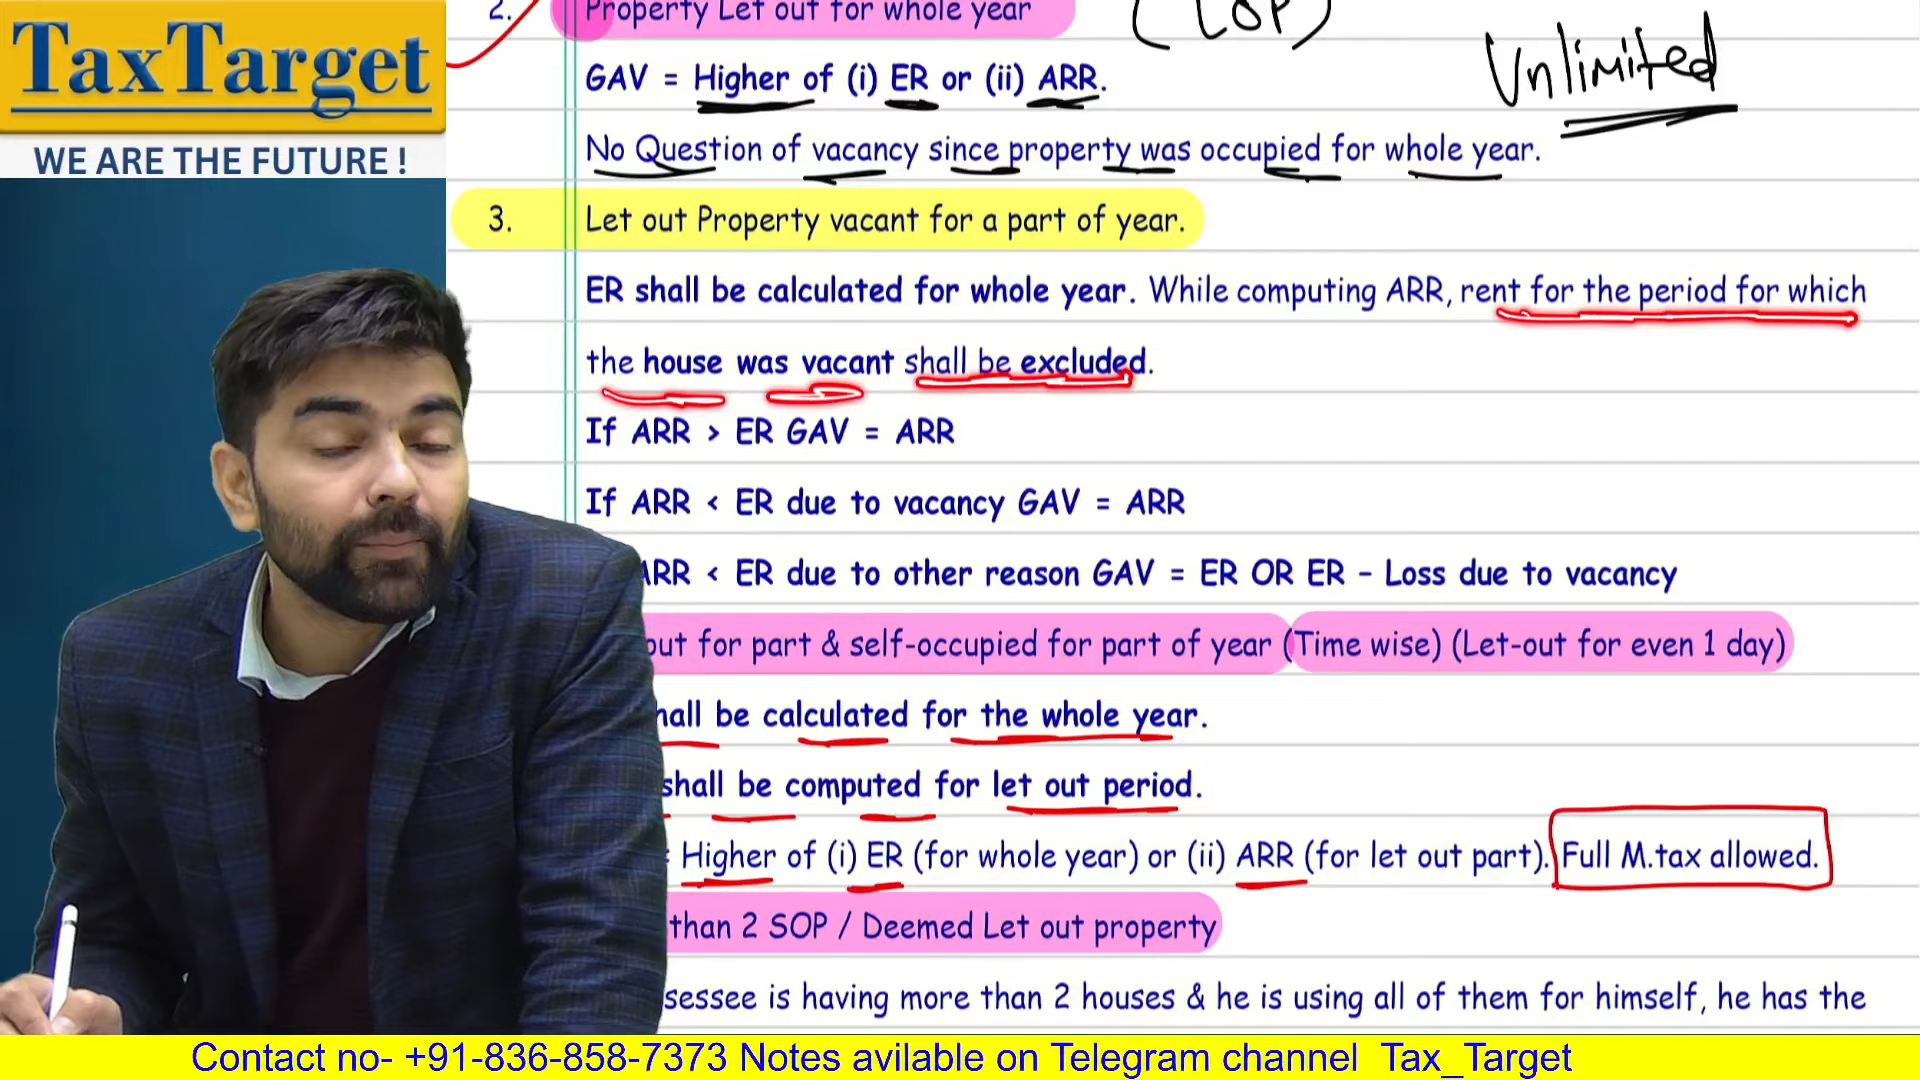 TaxTarget
WE ARE THE FUTURE !
2. Property Let out for whole year
(LOP)
Unlimited
GAV = Higher of (i) ER or (ii) ARR.
No Question of vacancy since property was occupied for whole year.
3. Let out Property vacant for a part of year.
ER shall be calculated for whole year. While computing ARR, rent for the period for which
the house was vacant shall be excluded.
If ARR > ER GAV = ARR
If ARR < ER due to vacancy GAV = ARR
ARR < ER due to other reason GAV = ER OR ER - Loss due to vacancy
out for part & self-occupied for part of year (Time wise) (Let-out for even 1 day)
shall be calculated for the whole year.
shall be computed for let out period.
= Higher of (i) ER (for whole year) or (ii) ARR (for let out part). Full M.tax allowed.
than 2 SOP / Deemed Let out property
sessee is having more than 2 houses & he is using all of them for himself, he has the
Contact no- +91-836-858-7373 Notes avilable on Telegram channel Tax_Target